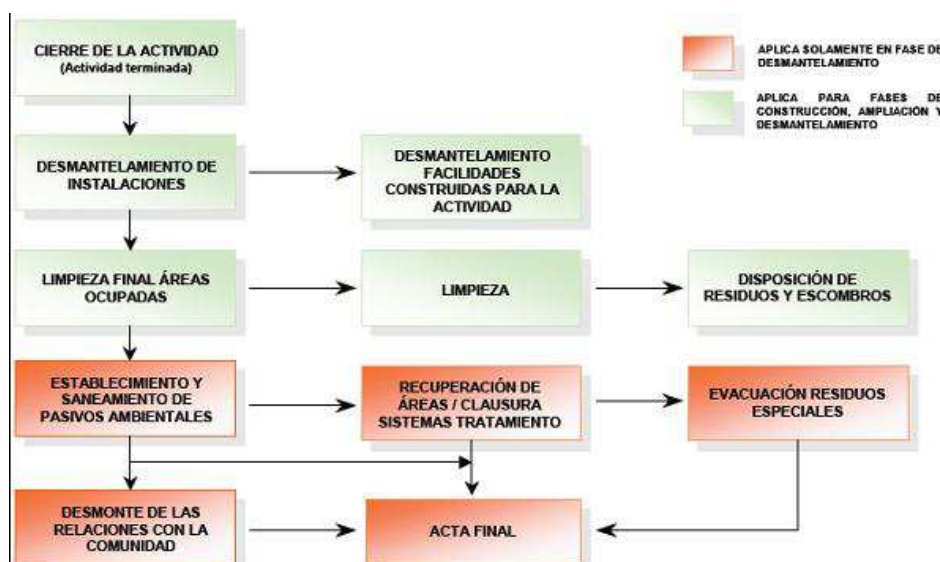 CIERRE DE LA ACTIVIDAD
(Actividad terminada)
APLICA SOLAMENTE EN FASE DE
DESMANTELAMIENTO
APLICA PARA FASES DE
CONSTRUCCIÓN, AMPLIACIÓN Y
DESMANTELAMIENTO
DESMANTELAMIENTO DE
INSTALACIONES
DESMANTELAMIENTO
FACILIDADES
CONSTRUIDAS PARA LA
ACTIVIDAD
LIMPIEZA FINAL ÁREAS
OCUPADAS
LIMPIEZA
DISPOSICIÓN DE
RESIDUOS Y ESCOMBROS
ESTABLECIMIENTO Y
SANEAMIENTO DE
PASIVOS AMBIENTALES
RECUPERACIÓN DE
ÁREAS / CLAUSURA
SISTEMAS TRATAMIENTO
EVACUACIÓN RESIDUOS
ESPECIALES
DESMONTE DE LAS
RELACIONES CON LA
COMUNIDAD
ACTA FINAL